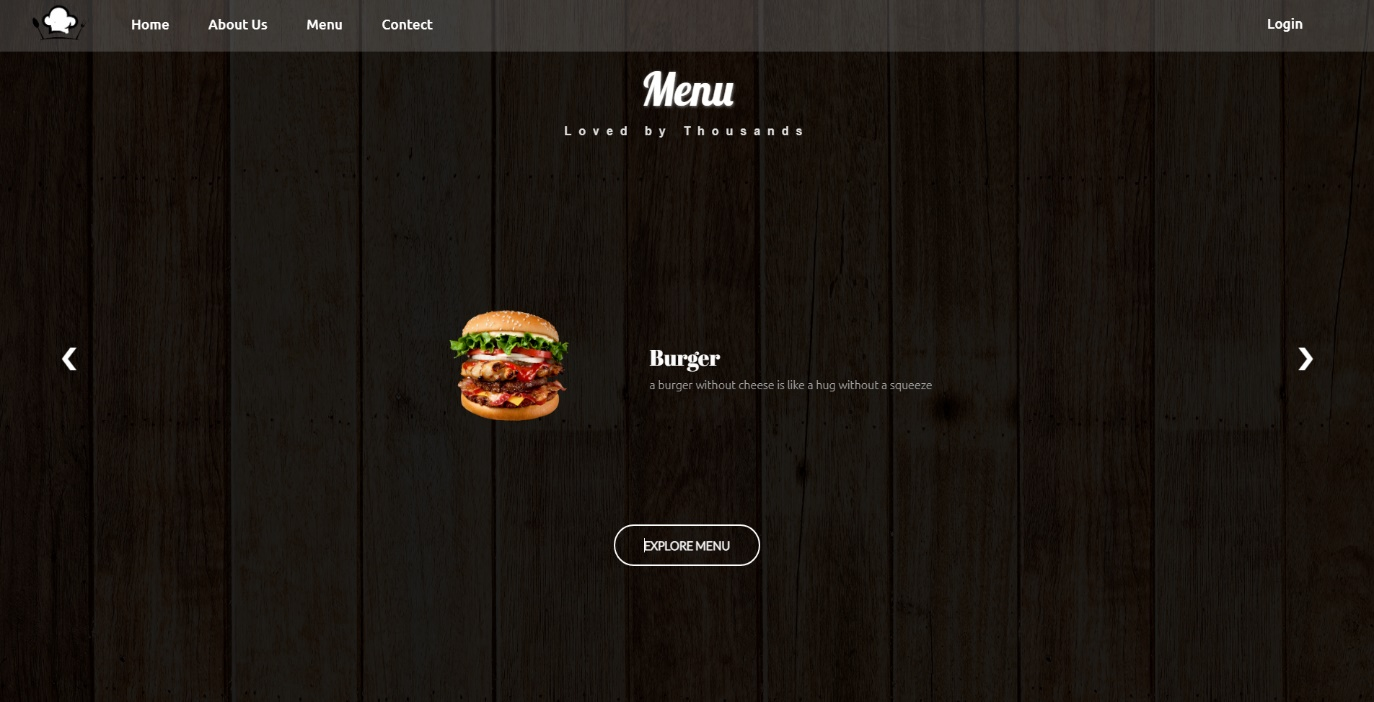 Home About Us Menu Contect Login
Menu
Loved by Thousands
Burger
a burger without cheese is like a hug without a squeeze
EXPLORE MENU